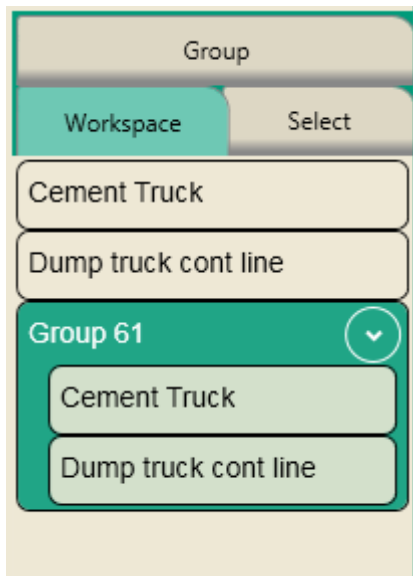 Group
Workspace Select
Cement Truck
Dump truck cont line
Group 61
Cement Truck
Dump truck cont line